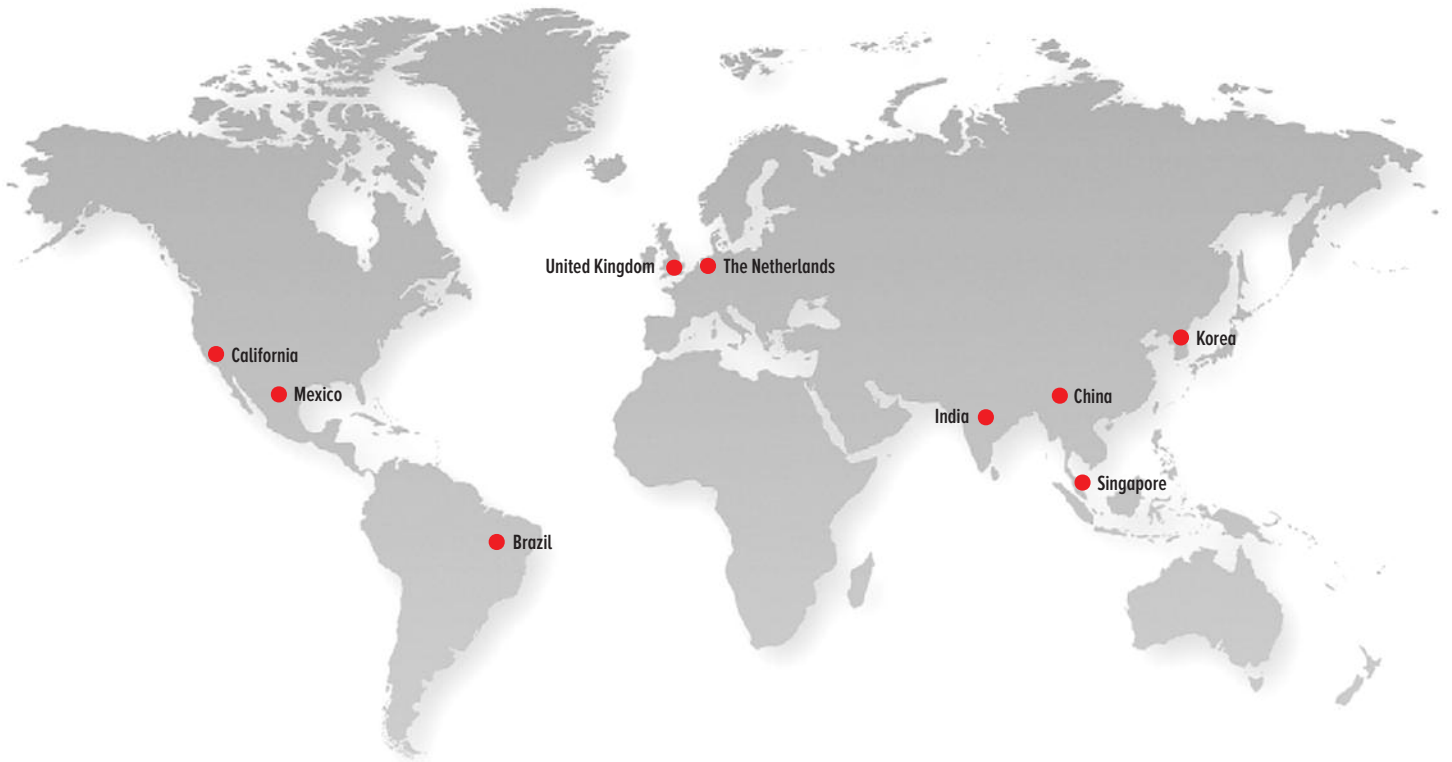 United Kingdom
The Netherlands
California
Korea
Mexico
China
India
Singapore
Brazil